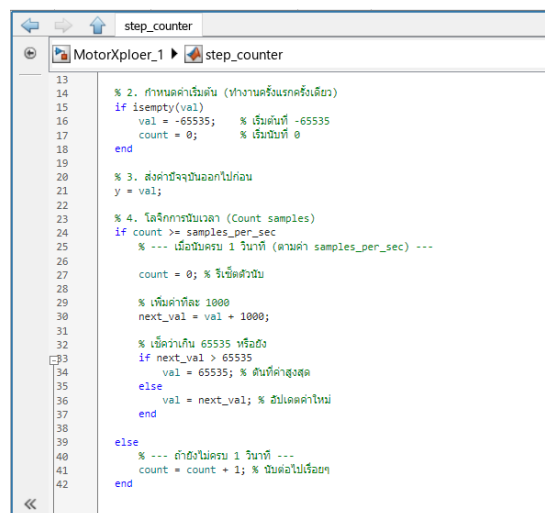 step_counter
MotorXploer_1 ▶ step_counter
13
14 % 2. กำหนดค่าเริ่มต้น (ทำงานครั้งแรกครั้งเดียว)
15 if isempty(val)
16 val = -65535; % เริ่มต้นที่ -65535
17 count = 0; % เริ่มนับที่ 0
18 end
19
20 % 3. ส่งค่าปัจจุบันออกไปก่อน
21 y = val;
22
23 % 4. โลจิกการนับเวลา (Count samples)
24 if count >= samples_per_sec
25 % --- เมื่อนับครบ 1 วินาที (ตามค่า samples_per_sec) ---
26
27 count = 0; % รีเซ็ตตัวนับ
28
29 % เพิ่มค่าทีละ 1000
30 next_val = val + 1000;
31
32 % เช็คว่าเกิน 65535 หรือยัง
33 if next_val > 65535
34 val = 65535; % ตันที่ค่าสูงสุด
35 else
36 val = next_val; % อัปเดตค่าใหม่
37 end
38
39 else
40 % --- ถ้ายังไม่ครบ 1 วินาที ---
41 count = count + 1; % นับต่อไปเรื่อยๆ
42 end